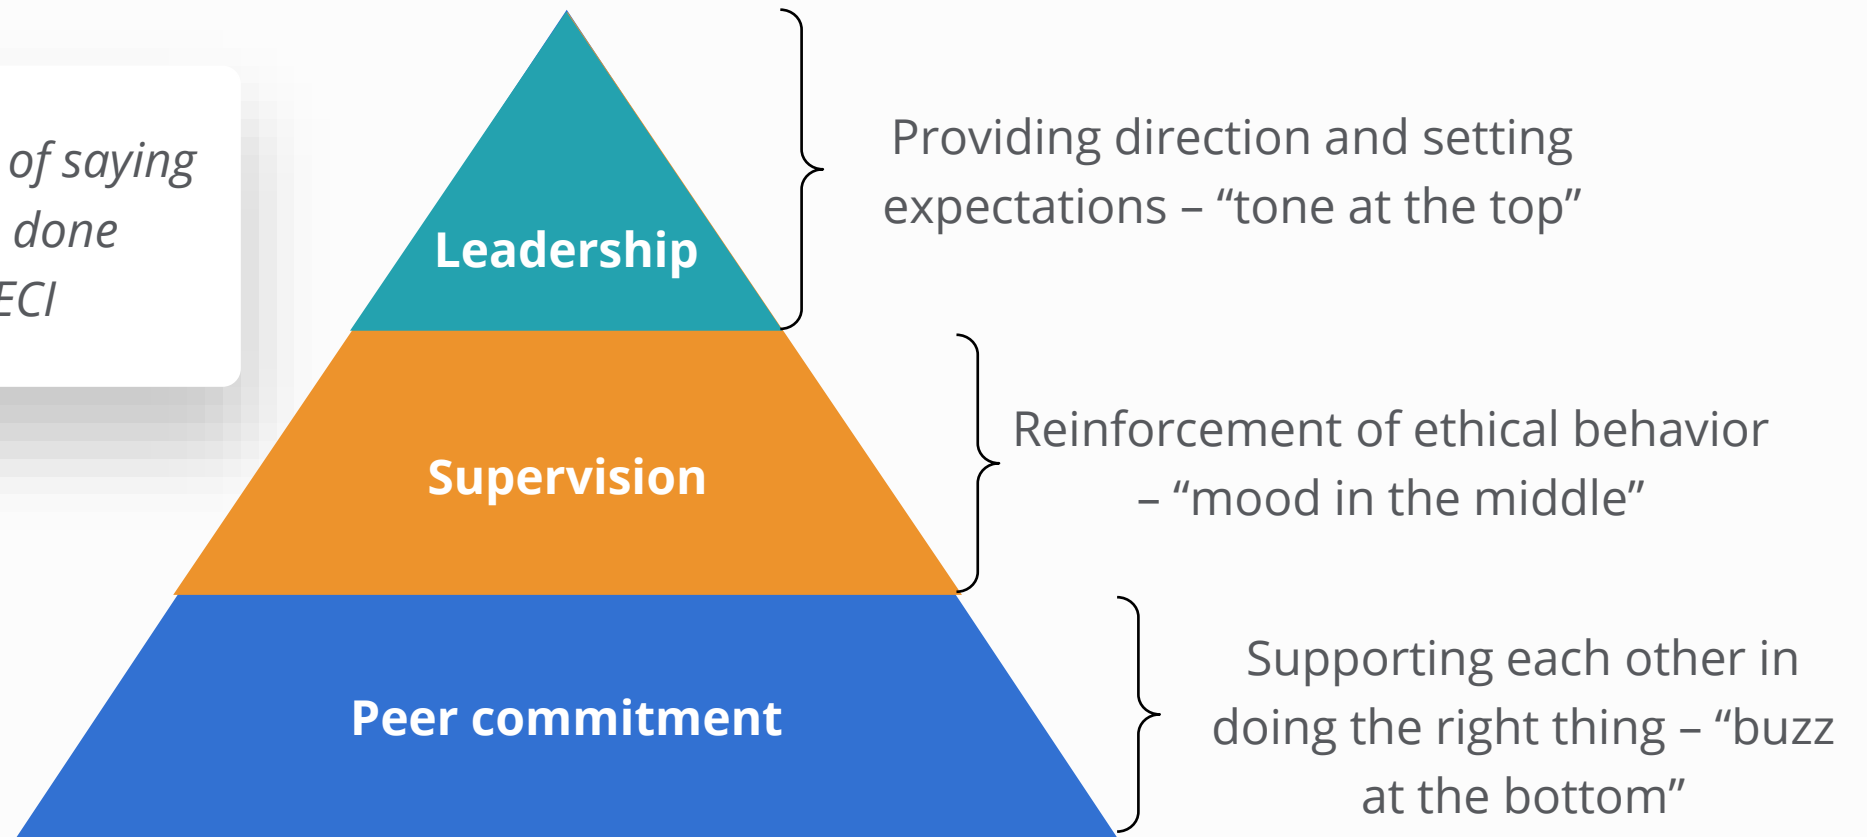 of saying
done
ECI
Leadership
Providing direction and setting
expectations – “tone at the top”
Supervision
Reinforcement of ethical behavior
– “mood in the middle”
Peer commitment
Supporting each other in
doing the right thing – “buzz
at the bottom”